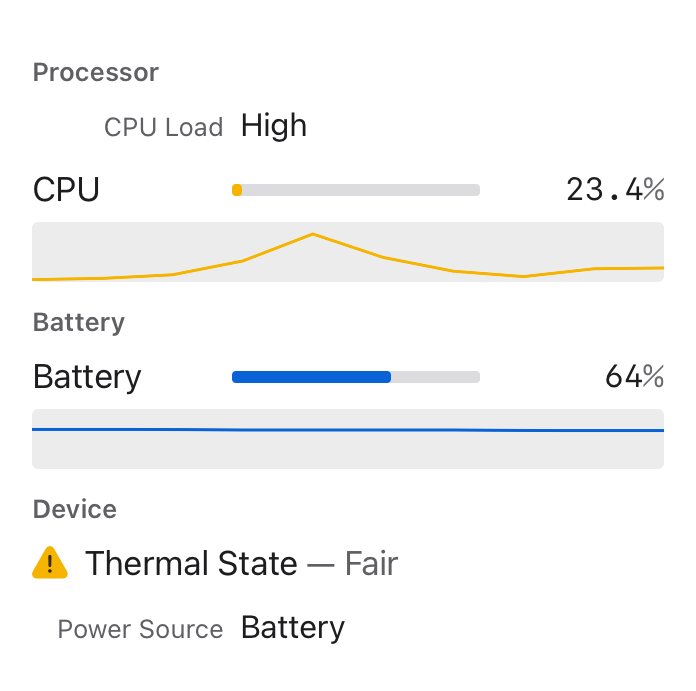 Processor
CPU Load High
CPU 23.4%
Battery
Battery 64%
Device
Thermal State — Fair
Power Source Battery